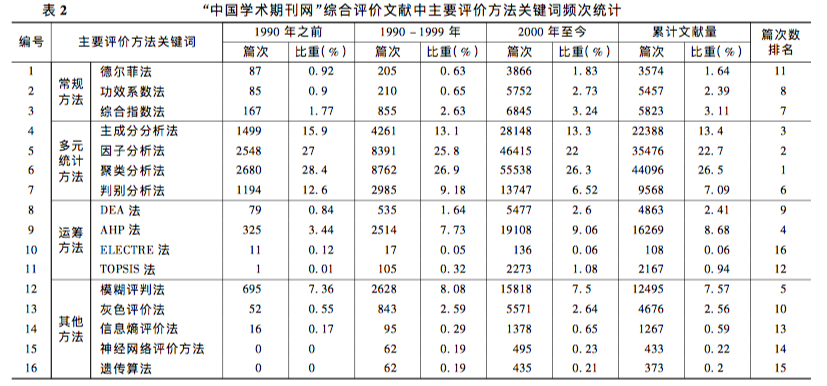 表 2 “中国学术期刊网”综合评价文献中主要评价方法关键词频次统计
编号 主要评价方法关键词 1990 年之前 1990－1999 年 2000 年至今 累计文献量 篇次数排名
篇次 比重(%) 篇次 比重(%) 篇次 比重(%) 篇次 比重(%)
常规方法
1 德尔菲法 87 0.92 205 0.63 3866 1.83 3574 1.64 11
2 功效系数法 85 0.9 210 0.65 5752 2.73 5457 2.39 8
3 综合指数法 167 1.77 855 2.63 6845 3.24 5823 3.11 7
多元统计方法
4 主成分分析法 1499 15.9 4261 13.1 28148 13.3 22388 13.4 3
5 因子分析法 2548 27 8391 25.8 46415 22 35476 22.7 2
6 聚类分析法 2680 28.4 8762 26.9 55538 26.3 44096 26.5 1
7 判别分析法 1194 12.6 2985 9.18 13747 6.52 9568 7.09 6
运筹方法
8 DEA 法 79 0.84 535 1.64 5477 2.6 4863 2.41 9
9 AHP 法 325 3.44 2514 7.73 19108 9.06 16269 8.68 4
10 ELECTRE 法 11 0.12 17 0.05 136 0.06 108 0.06 16
11 TOPSIS 法 1 0.01 105 0.32 2273 1.08 2167 0.94 12
其他方法
12 模糊评判法 695 7.36 2628 8.08 15818 7.5 12495 7.57 5
13 灰色评价法 52 0.55 843 2.59 5571 2.64 4676 2.56 10
14 信息熵评价法 16 0.17 95 0.29 1378 0.65 1267 0.59 13
15 神经网络评价方法 0 0 62 0.19 495 0.23 433 0.22 14
16 遗传算法 0 0 62 0.19 435 0.21 373 0.2 15